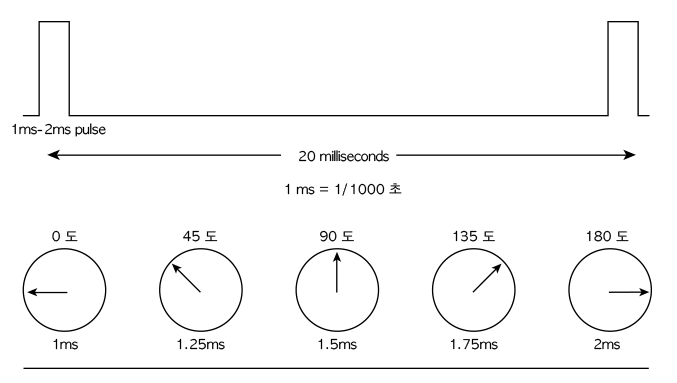 1ms-2ms pulse
20 milliseconds
1 ms = 1/1000 초
0 도 45 도 90 도 135 도 180 도
1ms 1.25ms 1.5ms 1.75ms 2ms